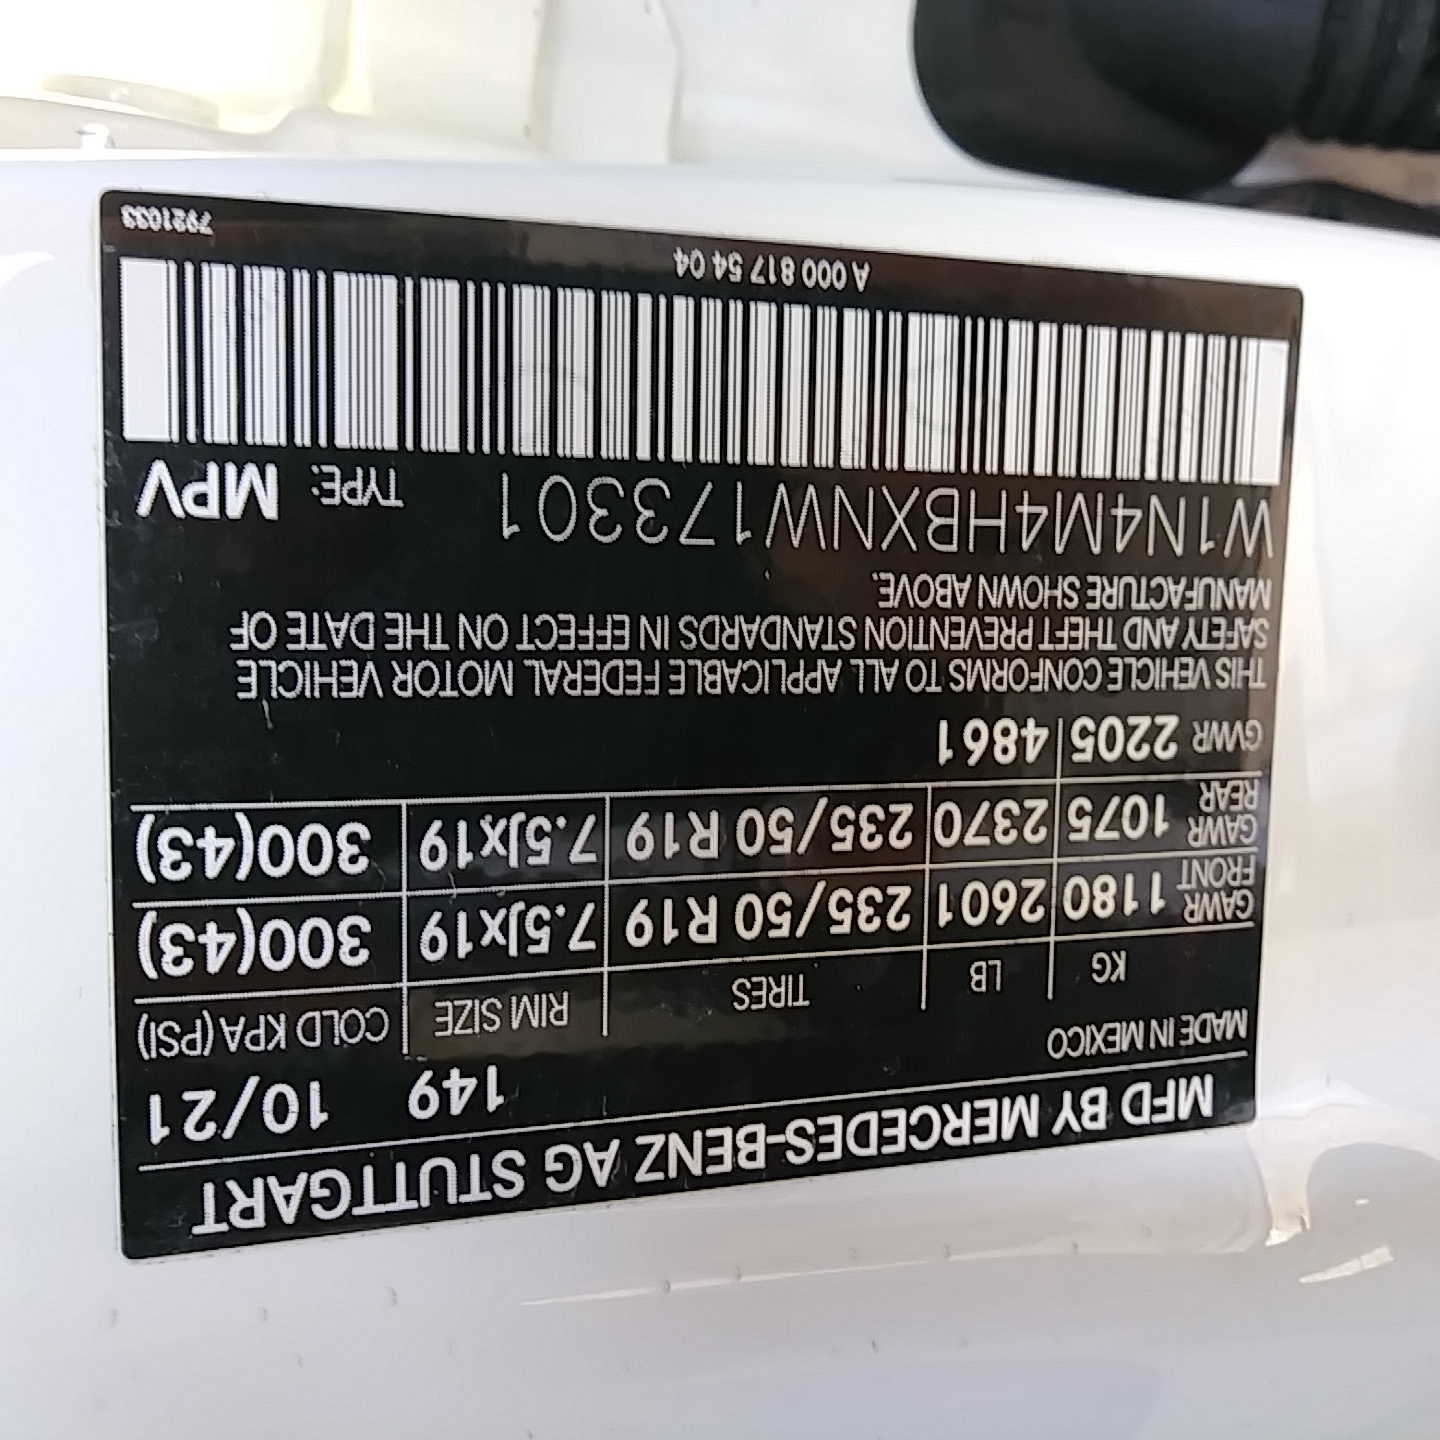 MFD BY MERCEDES-BENZ AG STUTTGART
MADE IN MEXICO 149 10/21
KG LB TIRES RIM SIZE COLD KPA (PSI)
GAWR FRONT 1180 2601 235/50 R19 7.5Jx19 300(43)
GAWR REAR 1075 2370 235/50 R19 7.5Jx19 300(43)
GVWR 2205 4861
THIS VEHICLE CONFORMS TO ALL APPLICABLE FEDERAL MOTOR VEHICLE
SAFETY AND THEFT PREVENTION STANDARDS IN EFFECT ON THE DATE OF
MANUFACTURE SHOWN ABOVE.
W1N4M4HBXNW173301 TYPE: MPV
A 000 817 54 04
7921033